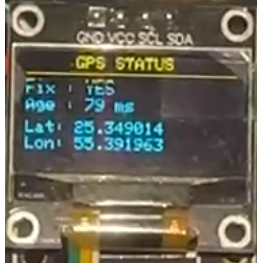 GND VCC SCL SDA
GPS STATUS
Fix : YES
Age : 79 ms
Lat: 25.349014
Lon: 55.391963